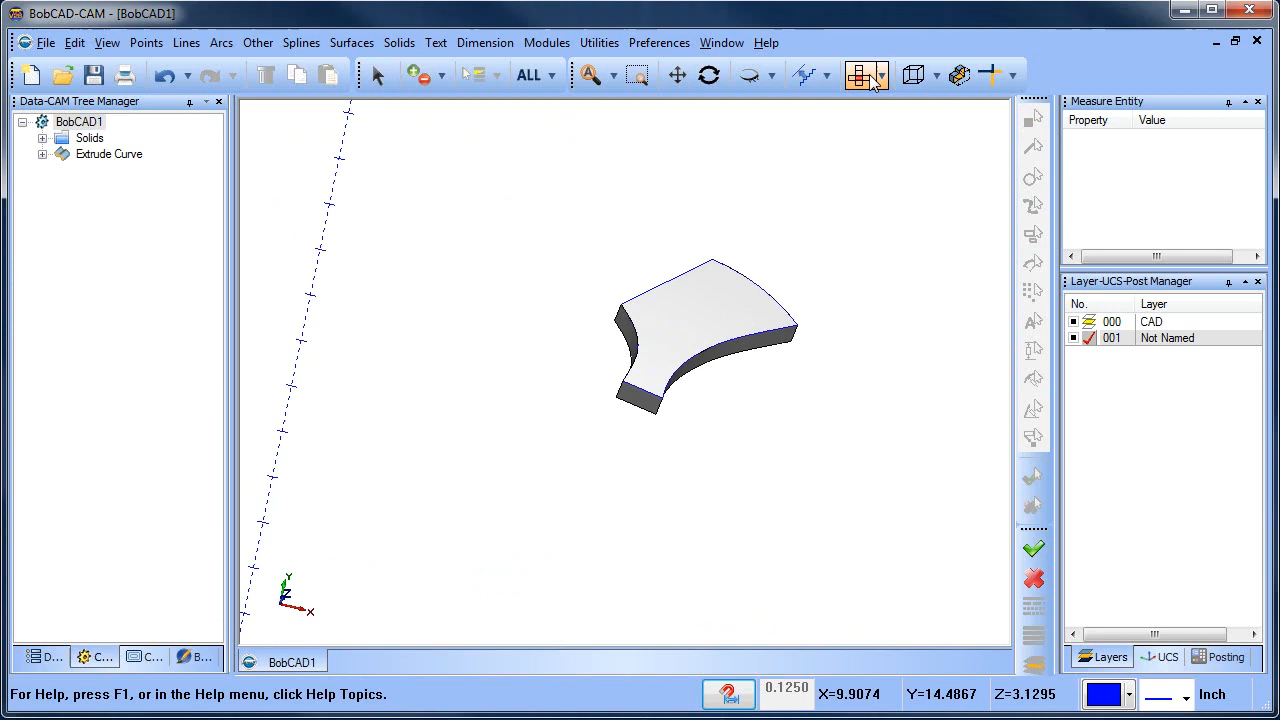 BobCAD-CAM - [BobCAD1]
File Edit View Points Lines Arcs Other Splines Surfaces Solids Text Dimension Modules Utilities Preferences Window Help
ALL
Data-CAM Tree Manager
BobCAD1
Solids
Extrude Curve
Measure Entity
Property Value
Layer-UCS-Post Manager
No. Layer
000 CAD
001 Not Named
Y
Z
X
D... C... C... B...
BobCAD1
Layers UCS Posting
For Help, press F1, or in the Help menu, click Help Topics.
0.1250 X=9.9074 Y=14.4867 Z=3.1295 Inch